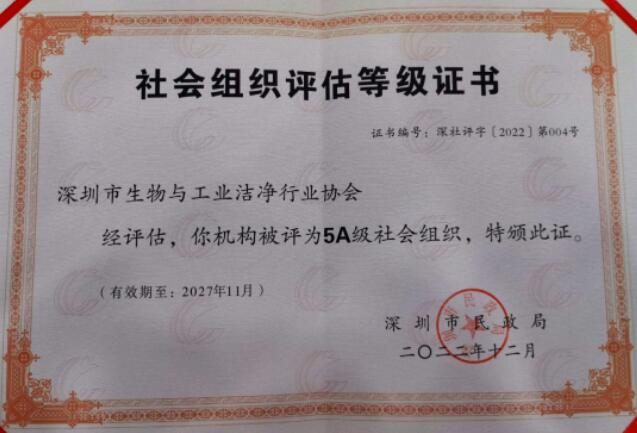 社会组织评估等级证书
证书编号：深社评字〔2022〕第004号
深圳市生物与工业洁净行业协会
经评估，你机构被评为5A级社会组织，特颁此证。
（有效期至：2027年11月）
深圳市民政局
二〇二二年十二月